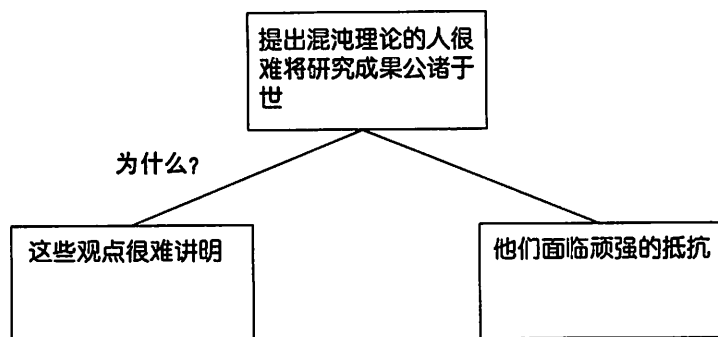 提出混沌理论的人很
难将研究成果公诸于
世
为什么？
这些观点很难讲明
他们面临顽强的抵抗